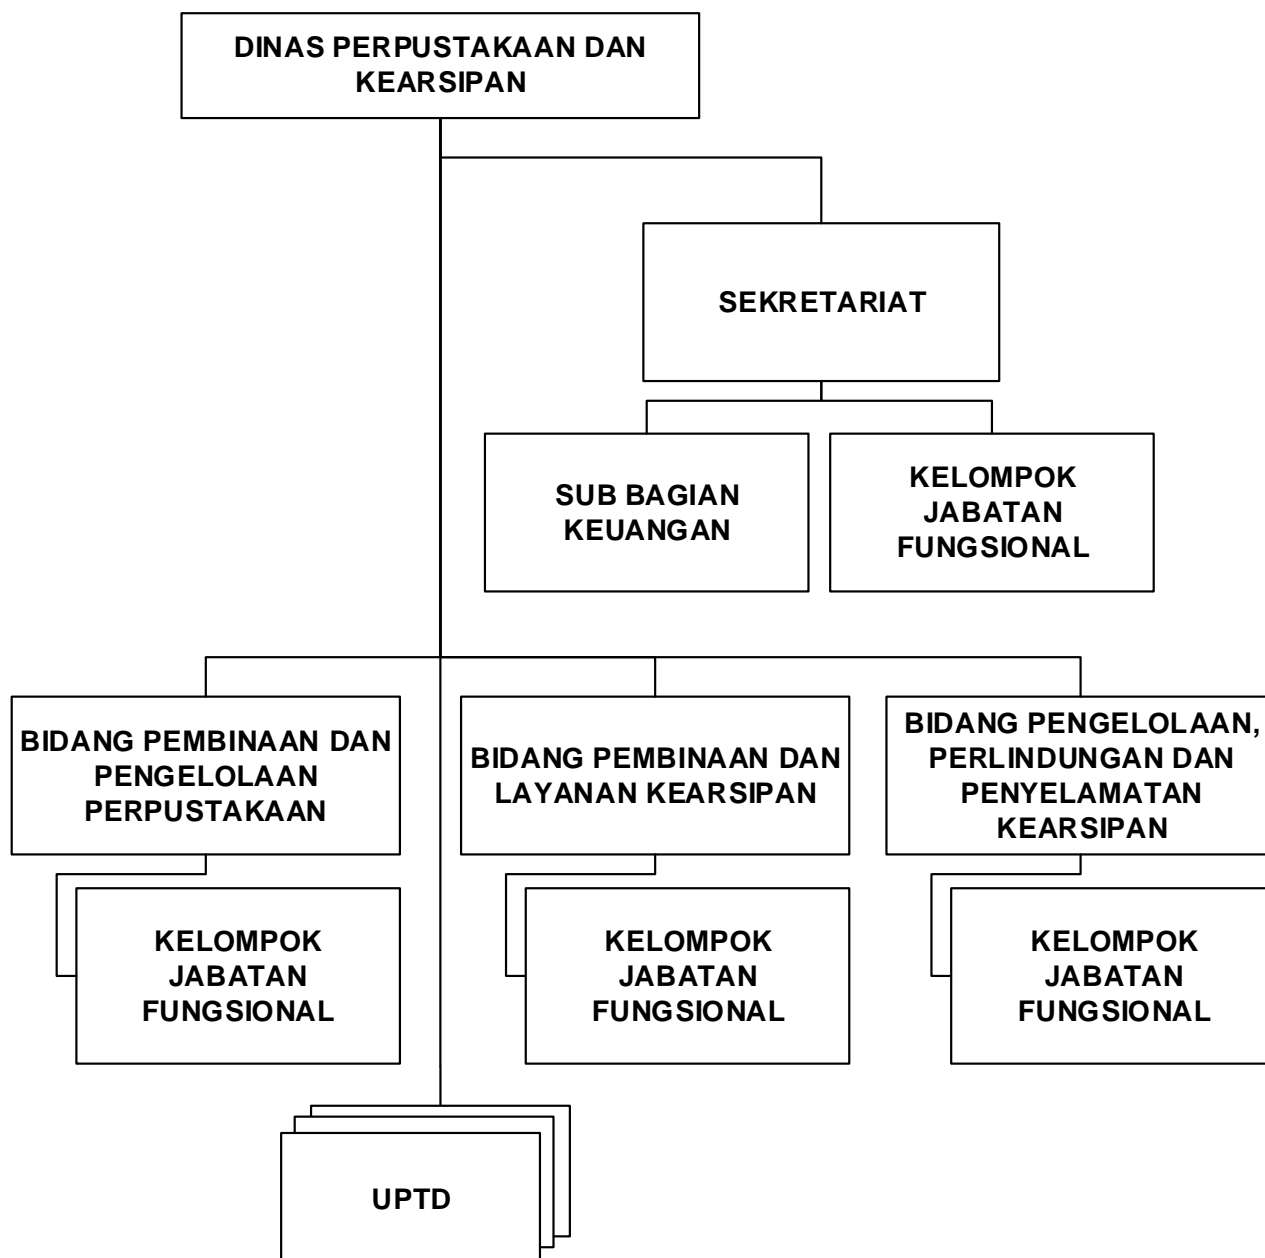 DINAS PERPUSTAKAAN DAN
KEARSIPAN
SEKRETARIAT
SUB BAGIAN
KEUANGAN
KELOMPOK
JABATAN
FUNGSIONAL
BIDANG PEMBINAAN DAN
PENGELOLAAN
PERPUSTAKAAN
BIDANG PEMBINAAN DAN
LAYANAN KEARSIPAN
BIDANG PENGELOLAAN,
PERLINDUNGAN DAN
PENYELAMATAN
KEARSIPAN
KELOMPOK
JABATAN
FUNGSIONAL
KELOMPOK
JABATAN
FUNGSIONAL
KELOMPOK
JABATAN
FUNGSIONAL
UPTD